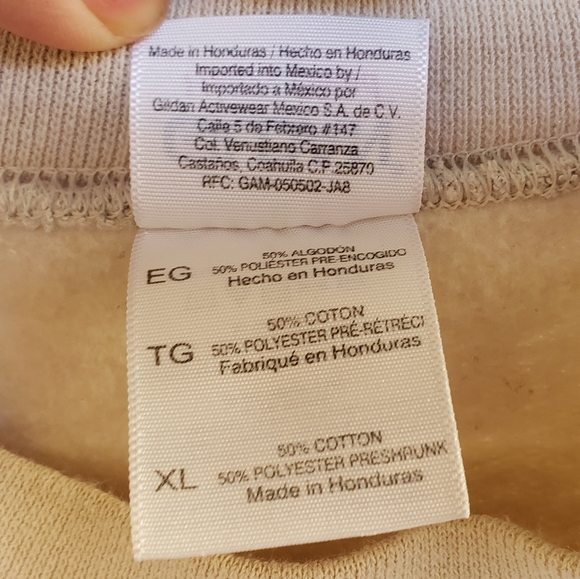 Made in Honduras / Hecho en Honduras
Imported into Mexico by /
Importado a México por
Gildan Activewear Mexico S.A. de C.V.
Calle 5 de Febrero #147
Col. Venustiano Carranza
Castaños, Coahuila C.P. 25870
RFC: GAM-050502-JA8
50% ALGODÓN
EG 50% POLIÉSTER PRE-ENCOGIDO
Hecho en Honduras
50% COTON
TG 50% POLYESTER PRÉ-RÉTRÉCI
Fabriqué en Honduras
50% COTTON
XL 50% POLYESTER PRESHRUNK
Made in Honduras